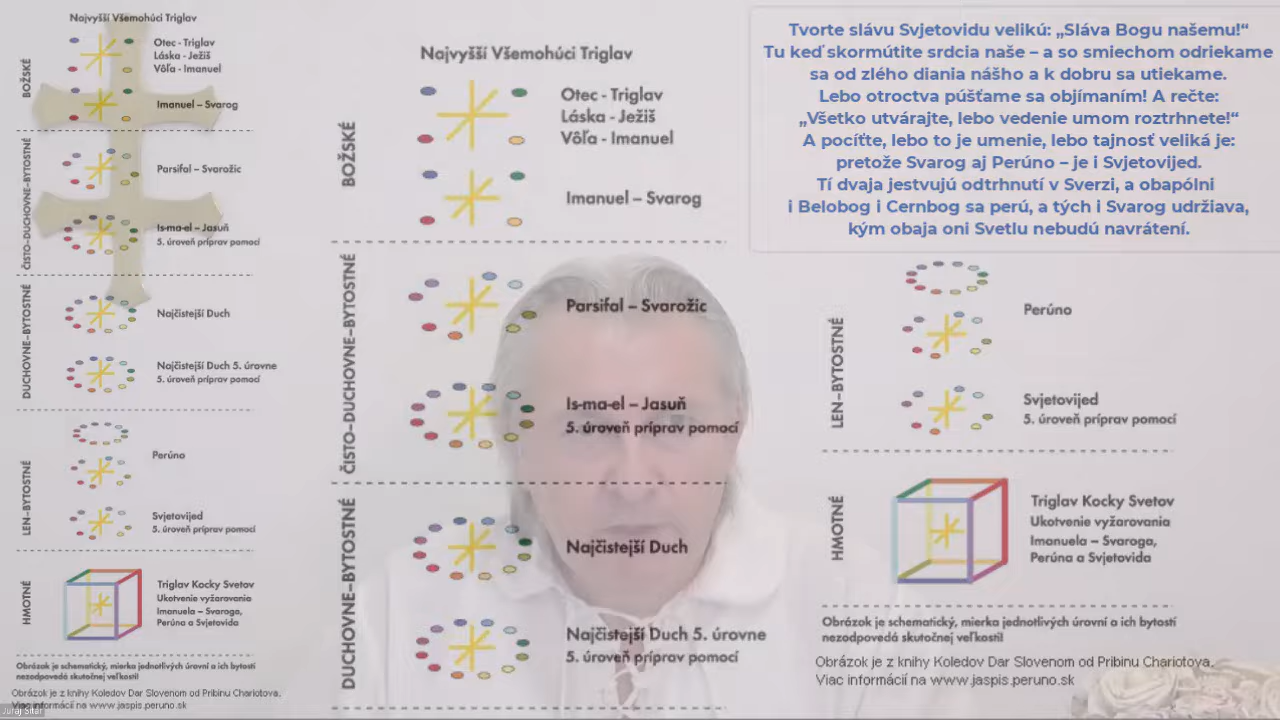 Najvyšší Všemohúci Triglav
BOŽSKÉ
Otec - Triglav
Láska - Ježiš
Vôľa - Imanuel
Imanuel – Svarog
ČISTO-DUCHOVNE-BYTOSTNÉ
Parsifal – Svarožic
Is-ma-el – Jasuň
5. úroveň príprav pomocí
DUCHOVNE-BYTOSTNÉ
Najčistejší Duch
Najčistejší Duch 5. úrovne
5. úroveň príprav pomocí
LEN-BYTOSTNÉ
Perúno
Svjetovijed
5. úroveň príprav pomocí
HMOTNÉ
Triglav Kocky Svetov
Ukotvenie vyžarovania
Imanuela – Svaroga,
Perúna a Svjetovida
Obrázok je schematický, mierka jednotlivých úrovní a ich bytostí
nezodpovedá skutočnej veľkosti!
Obrázok je z knihy Koledov Dar Slovenom od Pribinu Chariotova.
Viac informácií na www.jaspis.peruno.sk
Juraj Sitár
Najvyšší Všemohúci Triglav
BOŽSKÉ
Otec - Triglav
Láska - Ježiš
Vôľa - Imanuel
Imanuel – Svarog
ČISTO–DUCHOVNE–BYTOSTNÉ
Parsifal – Svarožic
Is-ma-el – Jasuň
5. úroveň príprav pomocí
DUCHOVNE–BYTOSTNÉ
Najčistejší Duch
Najčistejší Duch 5. úrovne
5. úroveň príprav pomocí
Tvorte slávu Svjetovidu velikú: „Sláva Bogu našemu!“
Tu keď skormútite srdcia naše – a so smiechom odriekame
sa od zlého diania nášho a k dobru sa utiekame.
Lebo otroctva púšťame sa objímaním! A rečte:
„Všetko utvárajte, lebo vedenie umom roztrhnete!“
A pocíťte, lebo to je umenie, lebo tajnosť veliká je:
pretože Svarog aj Perúno – je i Svjetovijed.
Tí dvaja jestvujú odtrhnutí v Sverzi, a obapólni
i Belobog i Cernbog sa perú, a tých i Svarog udržiava,
kým obaja oni Svetlu nebudú navrátení.
LEN–BYTOSTNÉ
Perúno
Svjetovijed
5. úroveň príprav pomocí
HMOTNÉ
Triglav Kocky Svetov
Ukotvenie vyžarovania
Imanuela – Svaroga,
Perúna a Svjetovida
Obrázok je schematický, mierka jednotlivých úrovní a ich bytostí
nezodpovedá skutočnej veľkosti!
Obrázok je z knihy Koledov Dar Slovenom od Pribinu Chariotova.
Viac informácií na www.jaspis.peruno.sk